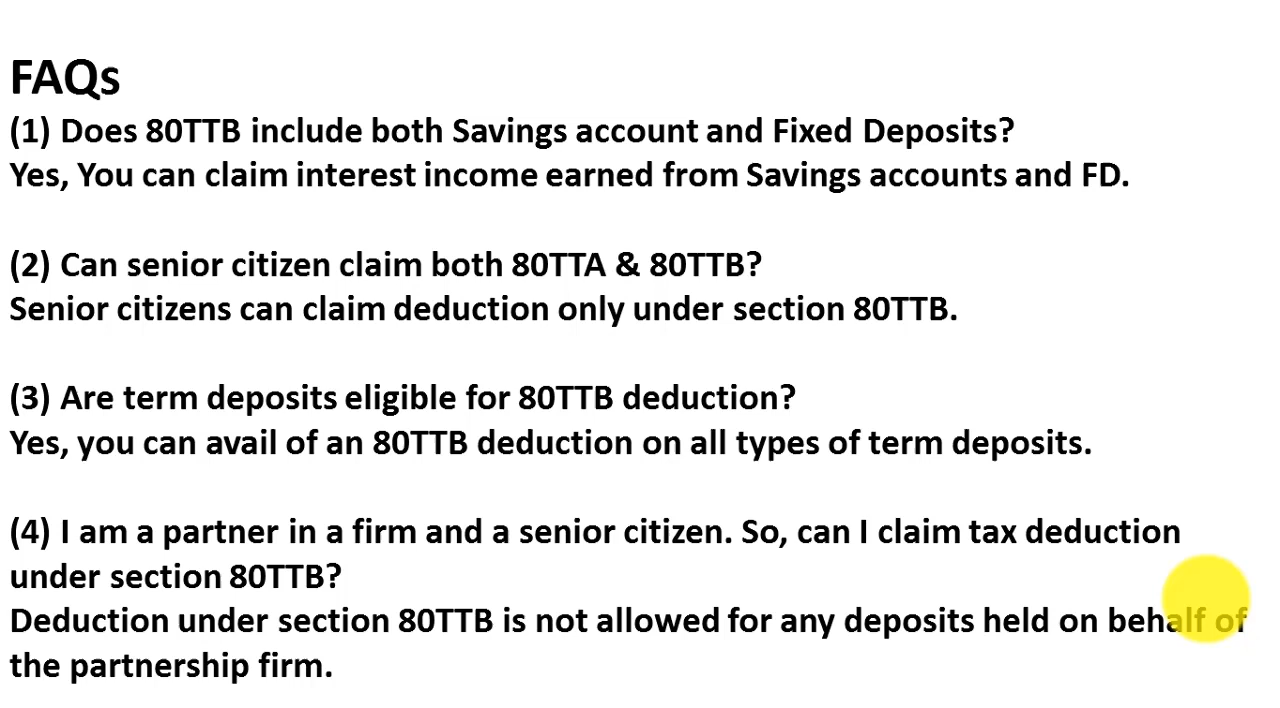 FAQs
(1) Does 80TTB include both Savings account and Fixed Deposits?
Yes, You can claim interest income earned from Savings accounts and FD.
(2) Can senior citizen claim both 80TTA & 80TTB?
Senior citizens can claim deduction only under section 80TTB.
(3) Are term deposits eligible for 80TTB deduction?
Yes, you can avail of an 80TTB deduction on all types of term deposits.
(4) I am a partner in a firm and a senior citizen. So, can I claim tax deduction
under section 80TTB?
Deduction under section 80TTB is not allowed for any deposits held on behalf of
the partnership firm.